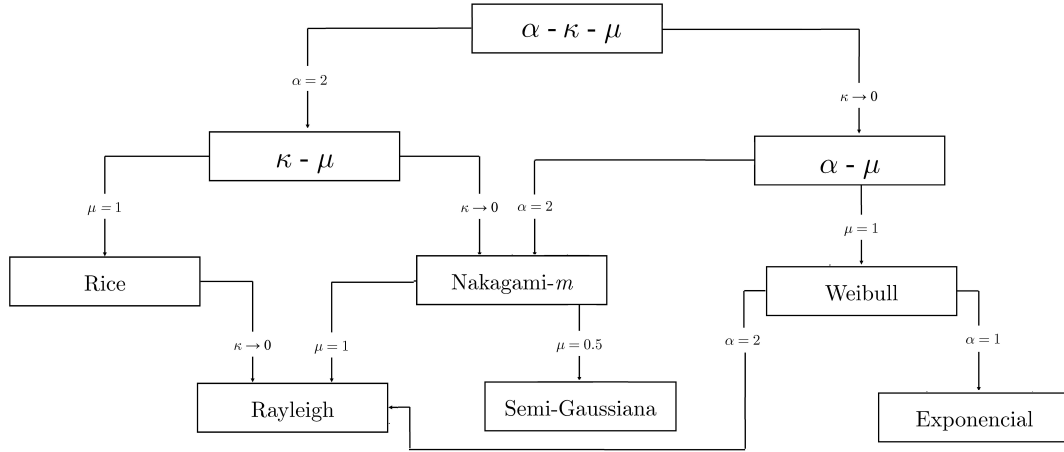 α - κ - μ
α = 2
κ → 0
κ - μ
α - μ
μ = 1
κ → 0
α = 2
μ = 1
Rice
Nakagami-m
Weibull
κ → 0
μ = 1
μ = 0.5
α = 2
α = 1
Rayleigh
Semi-Gaussiana
Exponencial